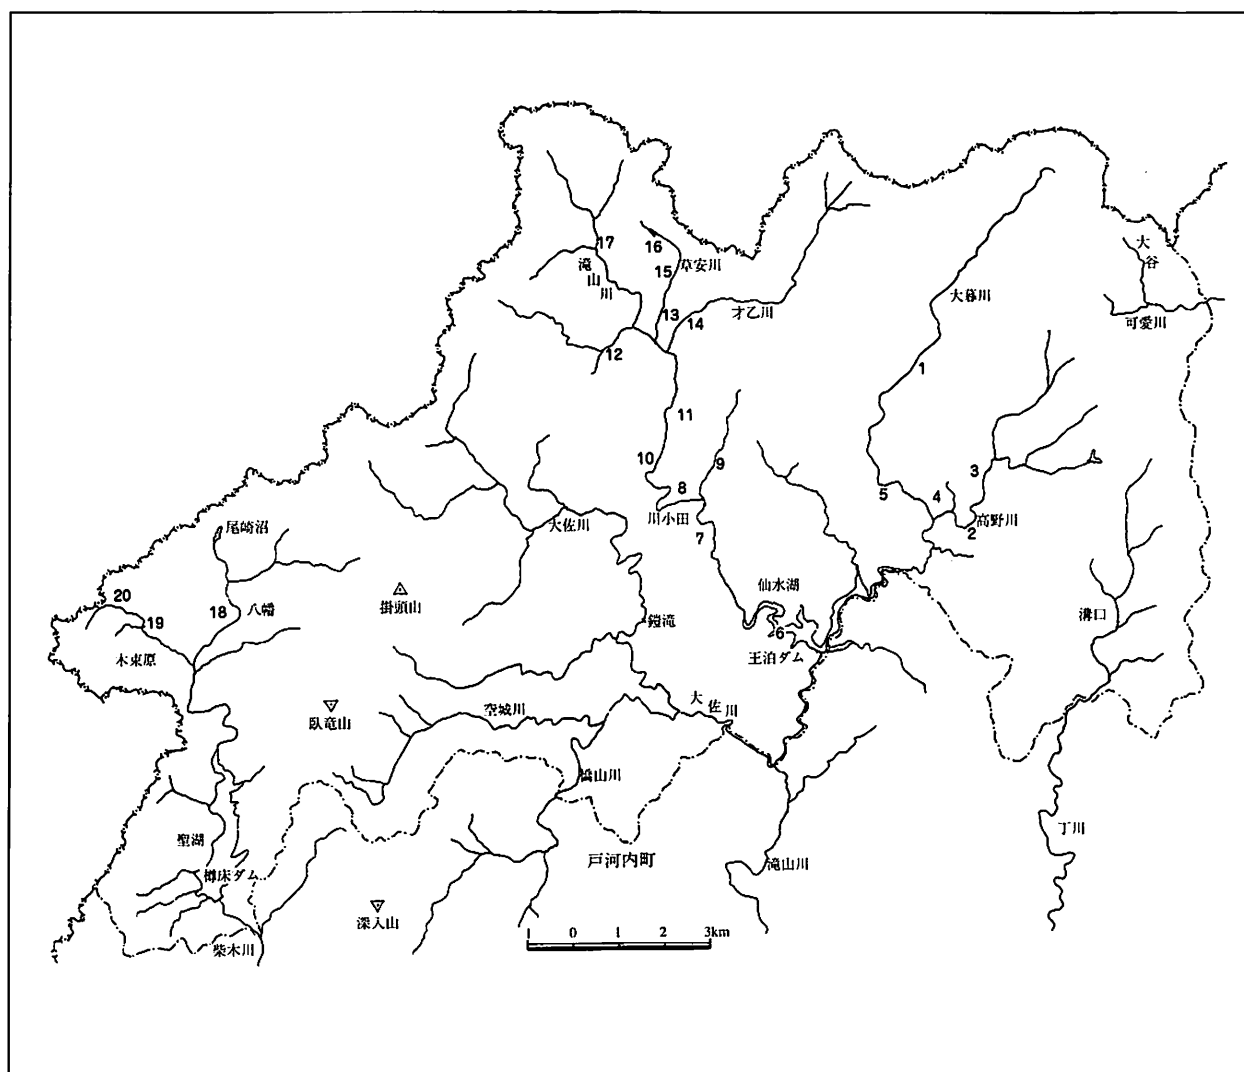 17
16
滝山川
15
草安川
大谷
大暮川
13
14
才乙川
可愛川
12
1
11
10
9
3
8
5
4
尾崎沼
大佐川
川小田
高野川
2
7
20
18
八幡
掛頭山
仙水湖
19
鎧滝
6
溝口
木束原
王泊ダム
臥竜山
空城川
大佐川
橋山川
聖湖
丁川
戸河内町
滝山川
樽床ダム
深入山
0 1 2 3km
柴木川